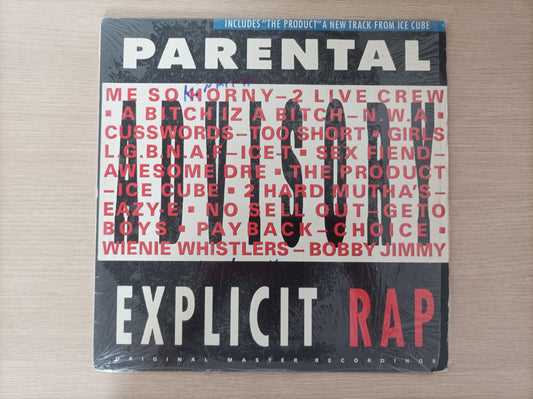 INCLUDES "THE PRODUCT" A NEW TRACK FROM ICE CUBE
PARENTAL
ADVISORY
ME SO HORNY–2 LIVE CREW
▪ A BITCH IZ A BITCH–N.W.A ▪
CUSSWORDS–TOO SHORT ▪ GIRLS
L.G.B.N.A.F–ICE-T ▪ SEX FIEND–
AWESOME DRE ▪ THE PRODUCT
–ICE CUBE ▪ 2 HARD MUTHA'S–
EAZY.E ▪ NO SELL OUT–GETO
BOYS ▪ PAYBACK–CHOICE ▪
WIENIE WHISTLERS–BOBBY JIMMY
EXPLICIT RAP
ORIGINAL MASTER RECORDINGS